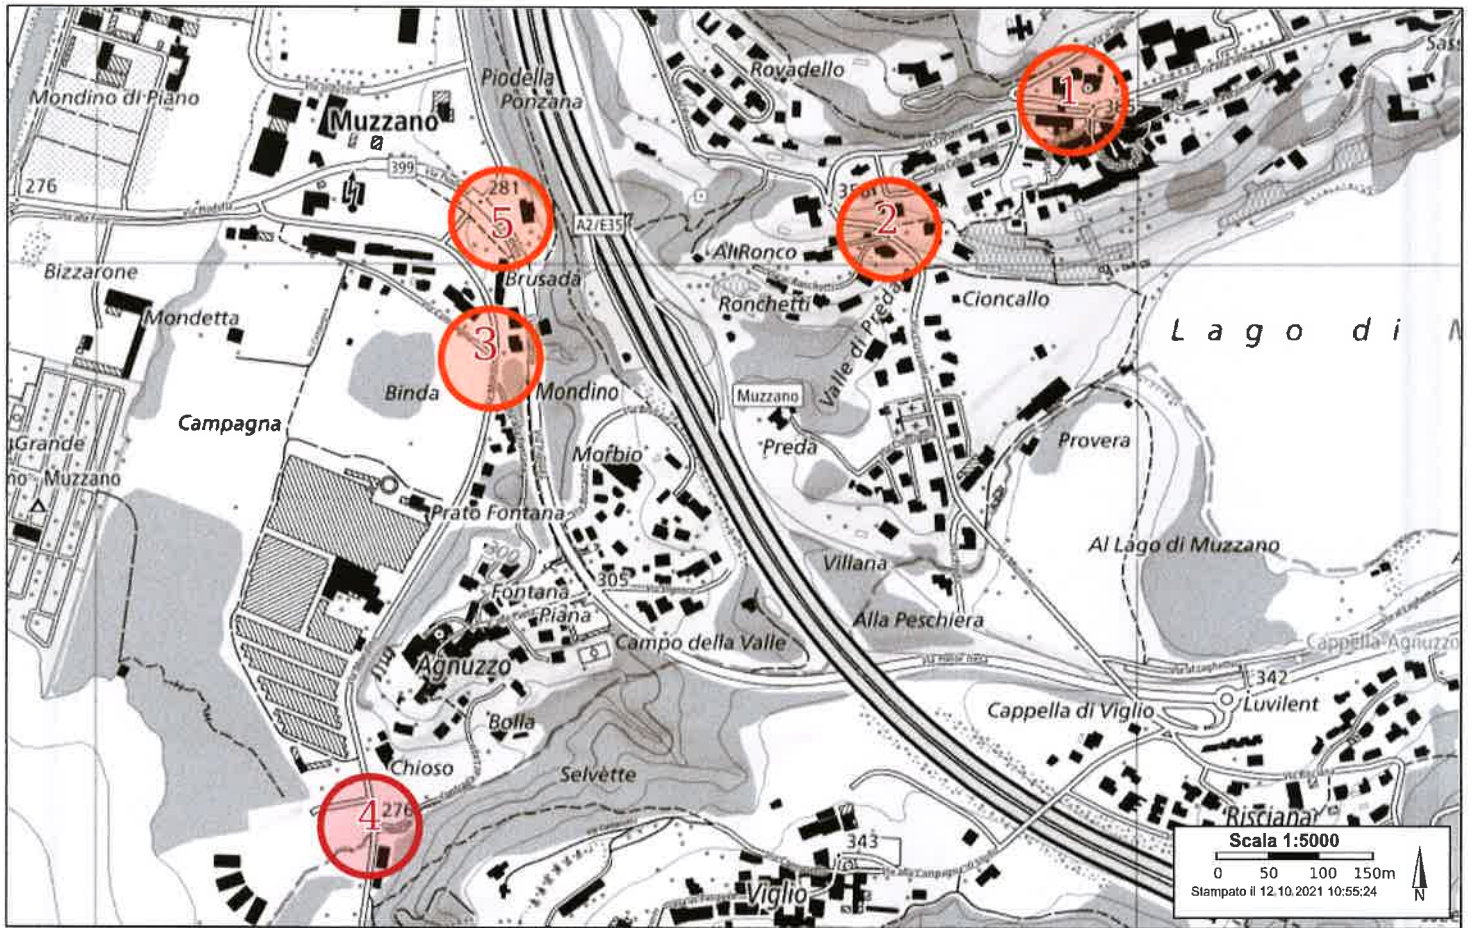 Piodella
Ponzana
Rovadello
Mondino di Piano
Muzzano
1
399
276
281
5
2
A2/E35
Al Ronco
Bizzarone
Brusada
Ronchetti
Cioncallo
Mondetta
Valle di Preda
Lago di
3
Binda
Mondino
Muzzano
Campagna
Grande
Muzzano
Morbio
Preda
Provera
Prato Fontana
300
305
Fontana
Piana
Villana
Al Lago di Muzzano
Alla Peschiera
Campo della Valle
Cappella Agnuzzo
Agnuzzo
342
Luvilent
Cappella di Viglio
Bolla
Chioso
Selvette
4
276
Risciana
343
Viglio
Scala 1:5000
0 50 100 150m
Stampato il 12.10.2021 10:55:24
N